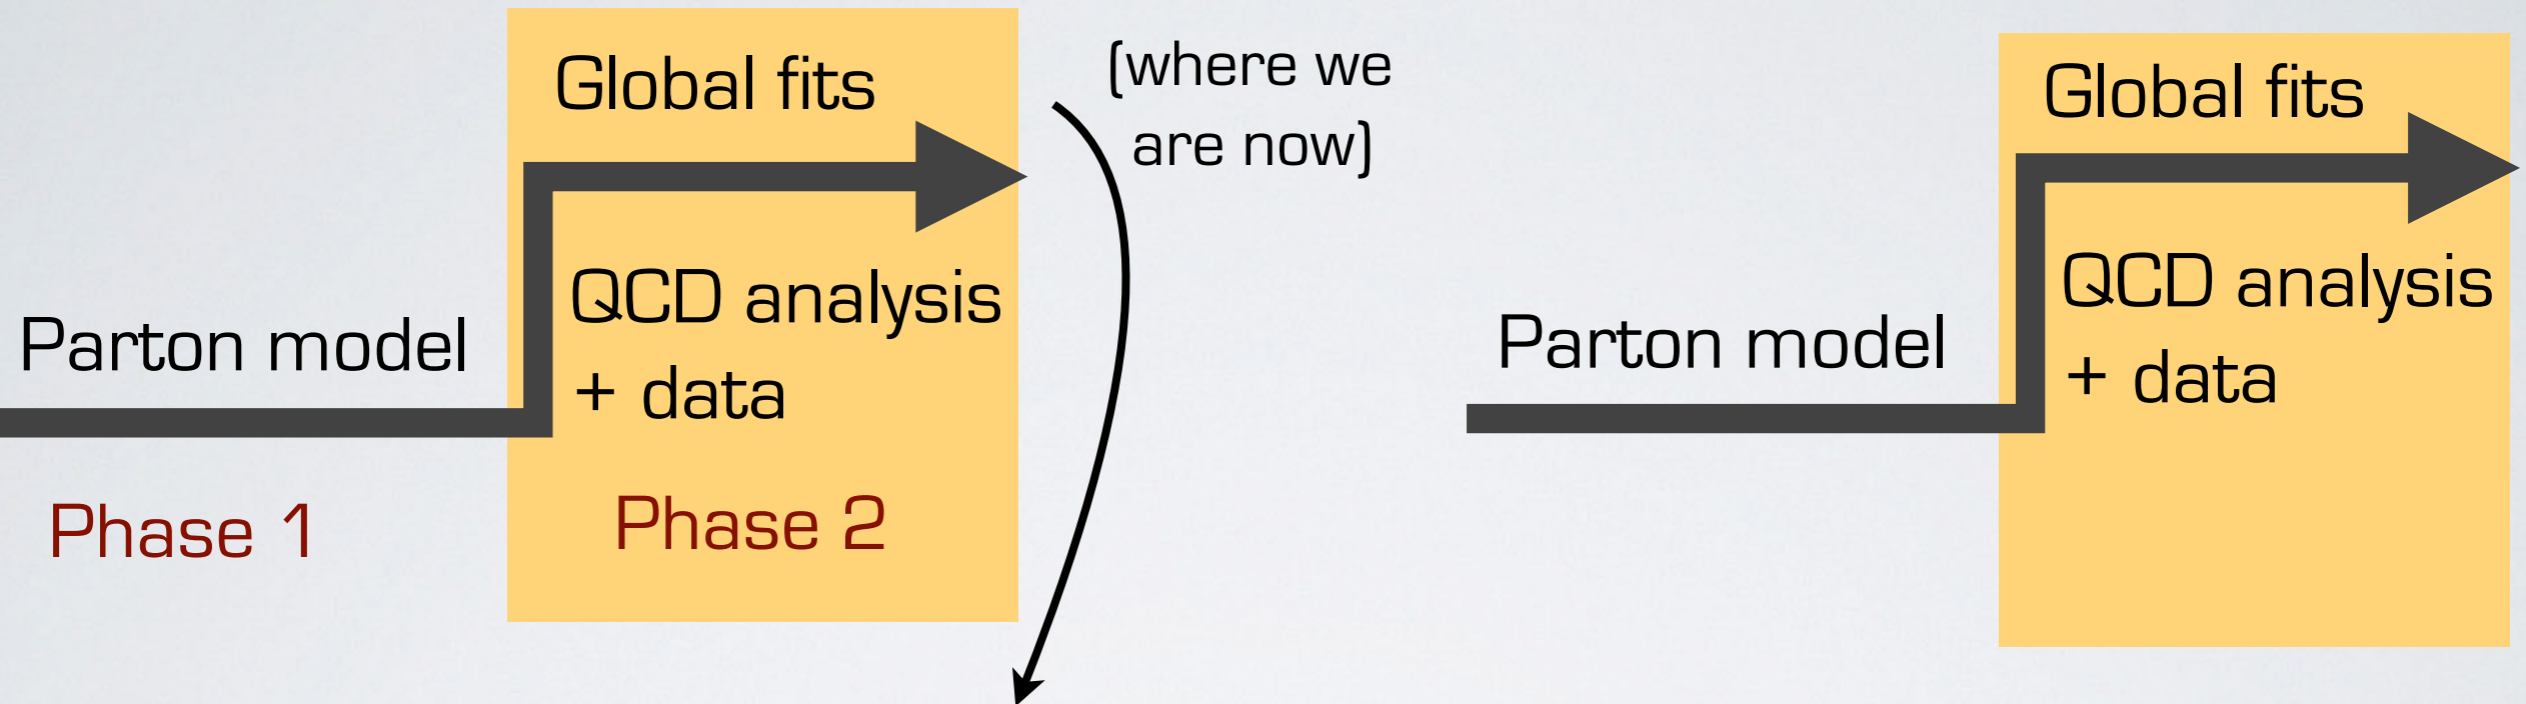 Global fits
QCD analysis
+ data
Parton model
Phase 1
Phase 2
(where we
are now)
Global fits
QCD analysis
+ data
Parton model